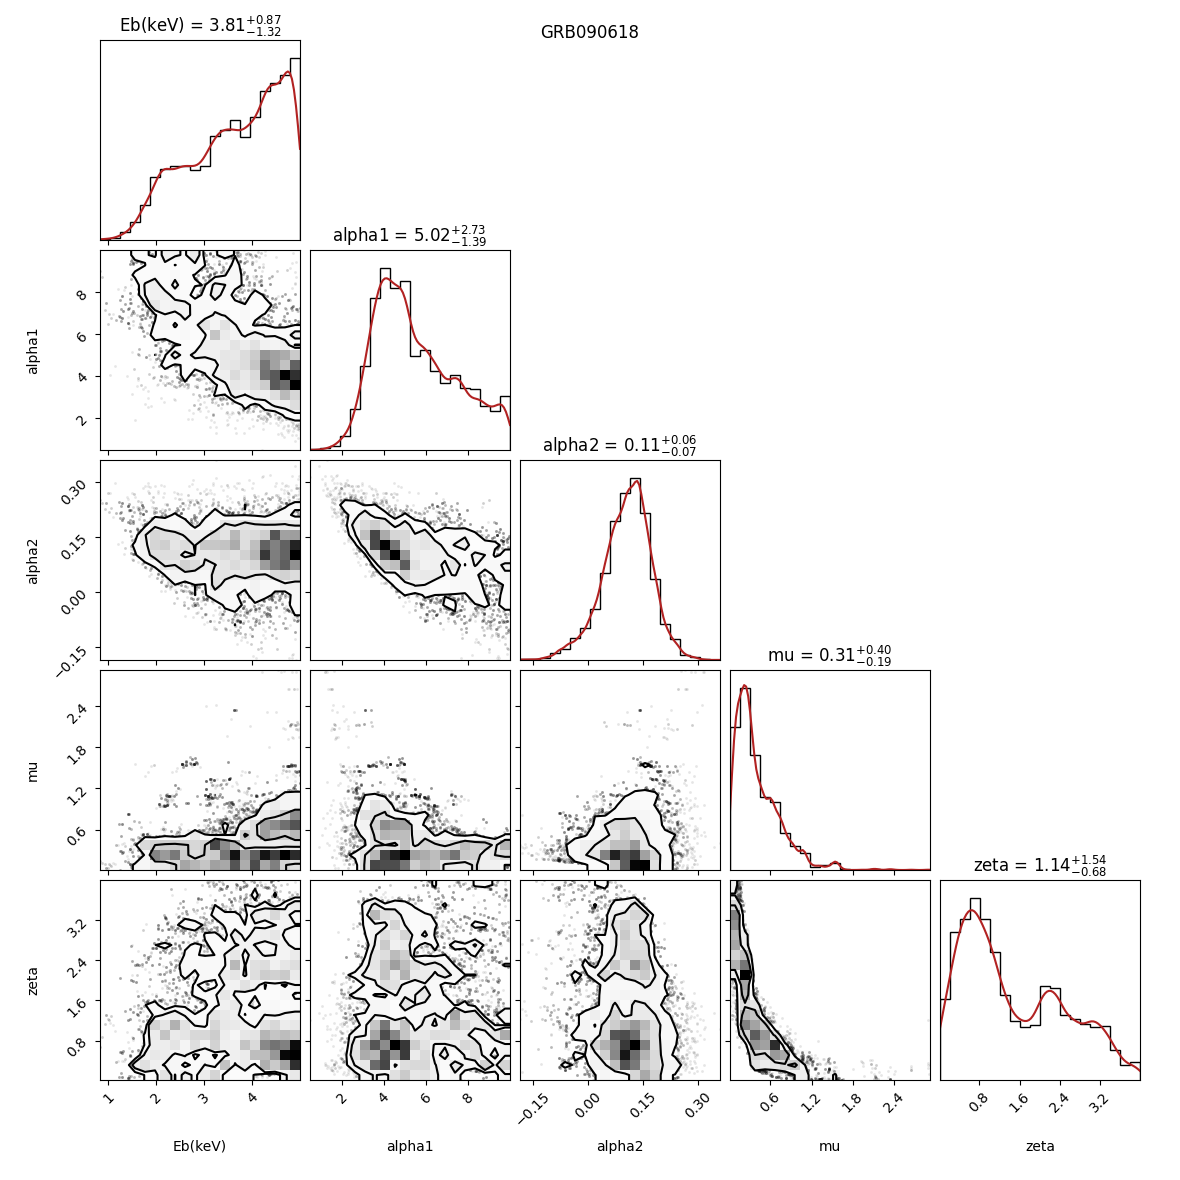 GRB090618
Eb(keV) = 3.81+0.87 −1.32
alpha1 = 5.02+2.73 −1.39
8
6
4
2
alpha1
alpha2 = 0.11+0.06 −0.07
0.30
0.15
0.00
−0.15
alpha2
mu = 0.31+0.40 −0.19
2.4
1.8
1.2
0.6
mu
zeta = 1.14+1.54 −0.68
3.2
2.4
1.6
0.8
zeta
1 2 3 4 2 4 6 8 −0.15 0.00 0.15 0.30 0.6 1.2 1.8 2.4 0.8 1.6 2.4 3.2
Eb(keV) alpha1 alpha2 mu zeta